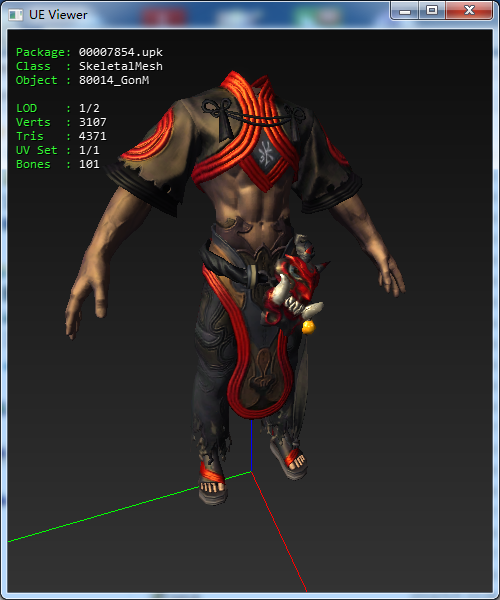 UE Viewer
Package: 00007854.upk
Class : SkeletalMesh
Object : 80014_GonM
LOD : 1/2
Verts : 3107
Tris : 4371
UV Set : 1/1
Bones : 101